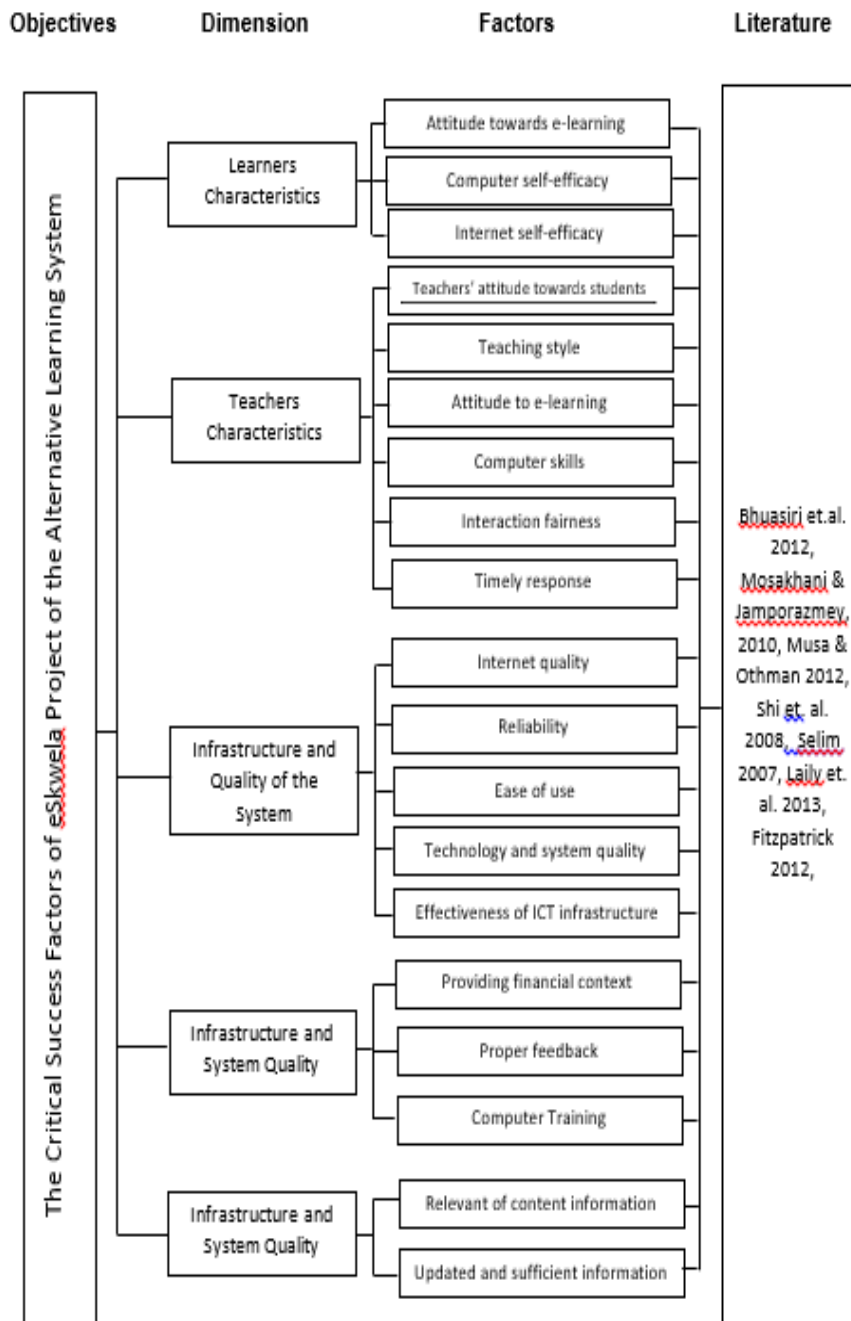 Objectives
Dimension
Factors
Literature
The Critical Success Factors of eSkwela Project of the Alternative Learning System
Learners
Characteristics
Attitude towards e-learning
Computer self-efficacy
Internet self-efficacy
Teachers
Characteristics
Teachers' attitude towards students
Teaching style
Attitude to e-learning
Computer skills
Interaction fairness
Timely response
Infrastructure and
Quality of the
System
Internet quality
Reliability
Ease of use
Technology and system quality
Effectiveness of ICT infrastructure
Infrastructure and
System Quality
Providing financial context
Proper feedback
Computer Training
Infrastructure and
System Quality
Relevant of content information
Updated and sufficient information
Bhuasiri et.al.
2012,
Mosakhani &
Jamporazmey,
2010, Musa &
Othman 2012,
Shi et. al.
2008, Selim
2007, Laily et.
al. 2013,
Fitzpatrick
2012,